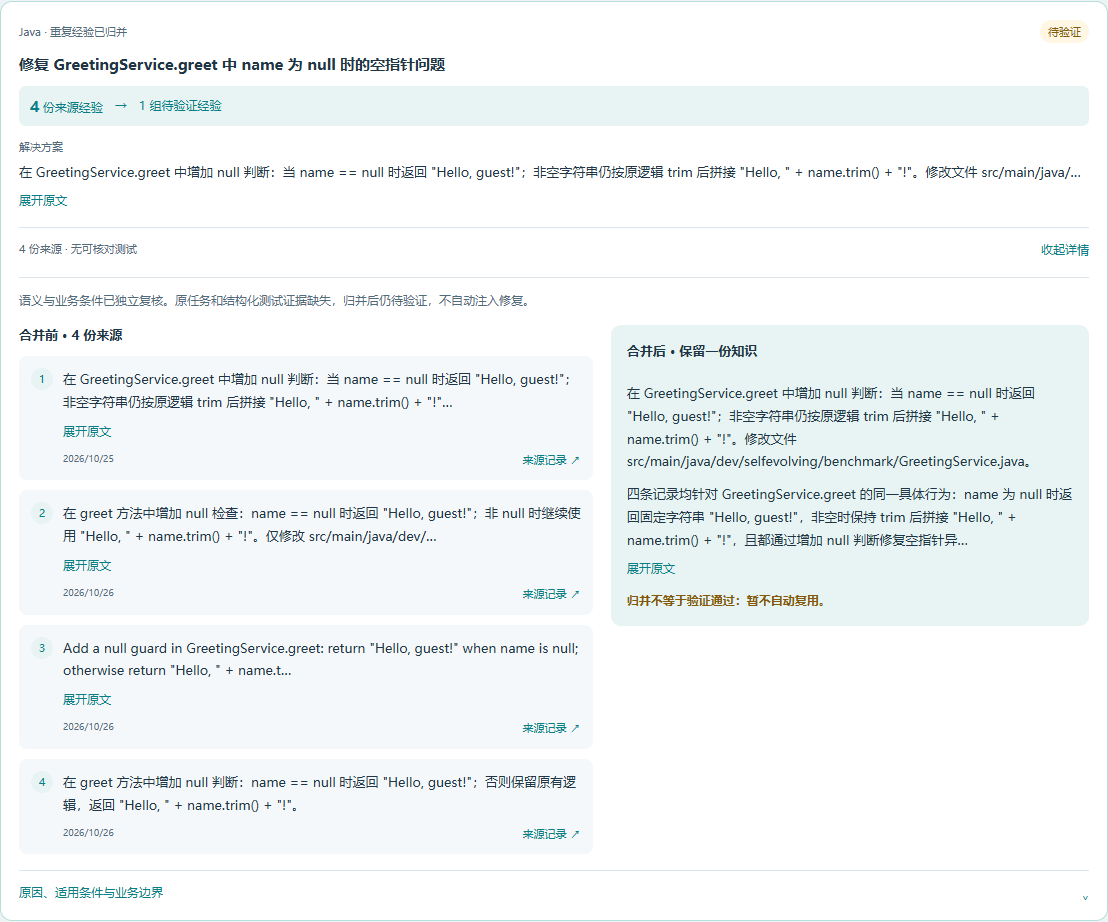 Java · 重复经验已归并
待验证
修复 GreetingService.greet 中 name 为 null 时的空指针问题
4 份来源经验 → 1 组待验证经验
解决方案
在 GreetingService.greet 中增加 null 判断：当 name == null 时返回 "Hello, guest!"；非空字符串仍按原逻辑 trim 后拼接 "Hello, " + name.trim() + "!"。修改文件 src/main/java/...
展开原文
4 份来源 · 无可核对测试
收起详情
语义与业务条件已独立复核。原任务和结构化测试证据缺失，归并后仍待验证，不自动注入修复。
合并前 • 4 份来源
1
在 GreetingService.greet 中增加 null 判断：当 name == null 时返回 "Hello, guest!"；
非空字符串仍按原逻辑 trim 后拼接 "Hello, " + name.trim() + "!"...
展开原文
2026/10/25
来源记录 ↗
2
在 greet 方法中增加 null 检查：name == null 时返回 "Hello, guest!"；非 null 时继续使
用 "Hello, " + name.trim() + "!"。仅修改 src/main/java/dev/...
展开原文
2026/10/26
来源记录 ↗
3
Add a null guard in GreetingService.greet: return "Hello, guest!" when name is null;
otherwise return "Hello, " + name.t...
展开原文
2026/10/26
来源记录 ↗
4
在 greet 方法中增加 null 判断：name == null 时返回 "Hello, guest!"；否则保留原有逻
辑，返回 "Hello, " + name.trim() + "!"。
2026/10/26
来源记录 ↗
合并后 • 保留一份知识
在 GreetingService.greet 中增加 null 判断：当 name == null 时返回
"Hello, guest!"；非空字符串仍按原逻辑 trim 后拼接 "Hello, " +
name.trim() + "!"。修改文件
src/main/java/dev/selfevolving/benchmark/GreetingService.java。
四条记录均针对 GreetingService.greet 的同一具体行为：name 为 null 时返
回固定字符串 "Hello, guest!"，非空时保持 trim 后拼接 "Hello, " +
name.trim() + "!"，且都通过增加 null 判断修复空指针异...
展开原文
归并不等于验证通过：暂不自动复用。
原因、适用条件与业务边界